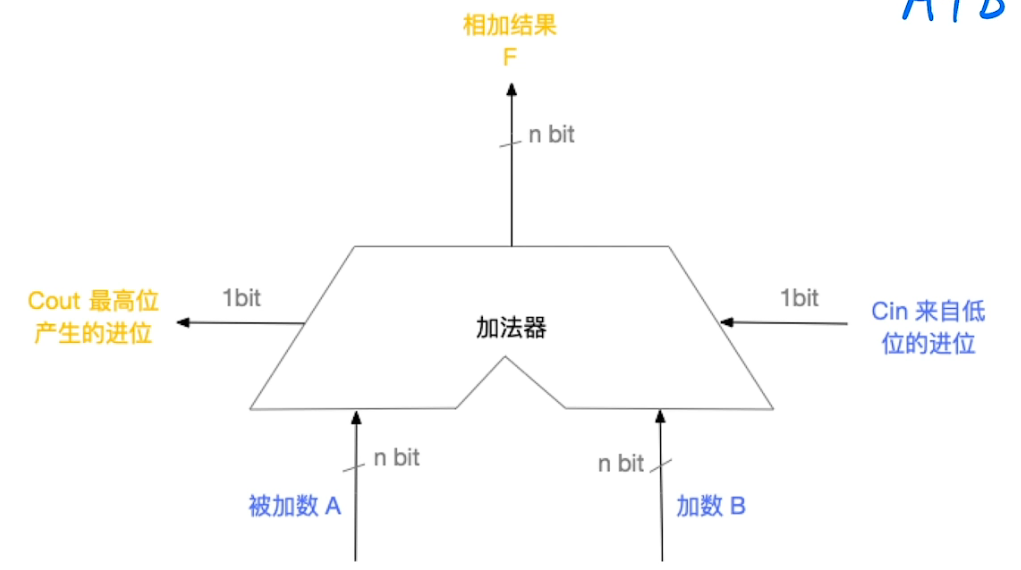 相加结果
F
n bit
Cout 最高位
产生的进位
1bit
加法器
1bit
Cin 来自低
位的进位
n bit
n bit
被加数 A
加数 B